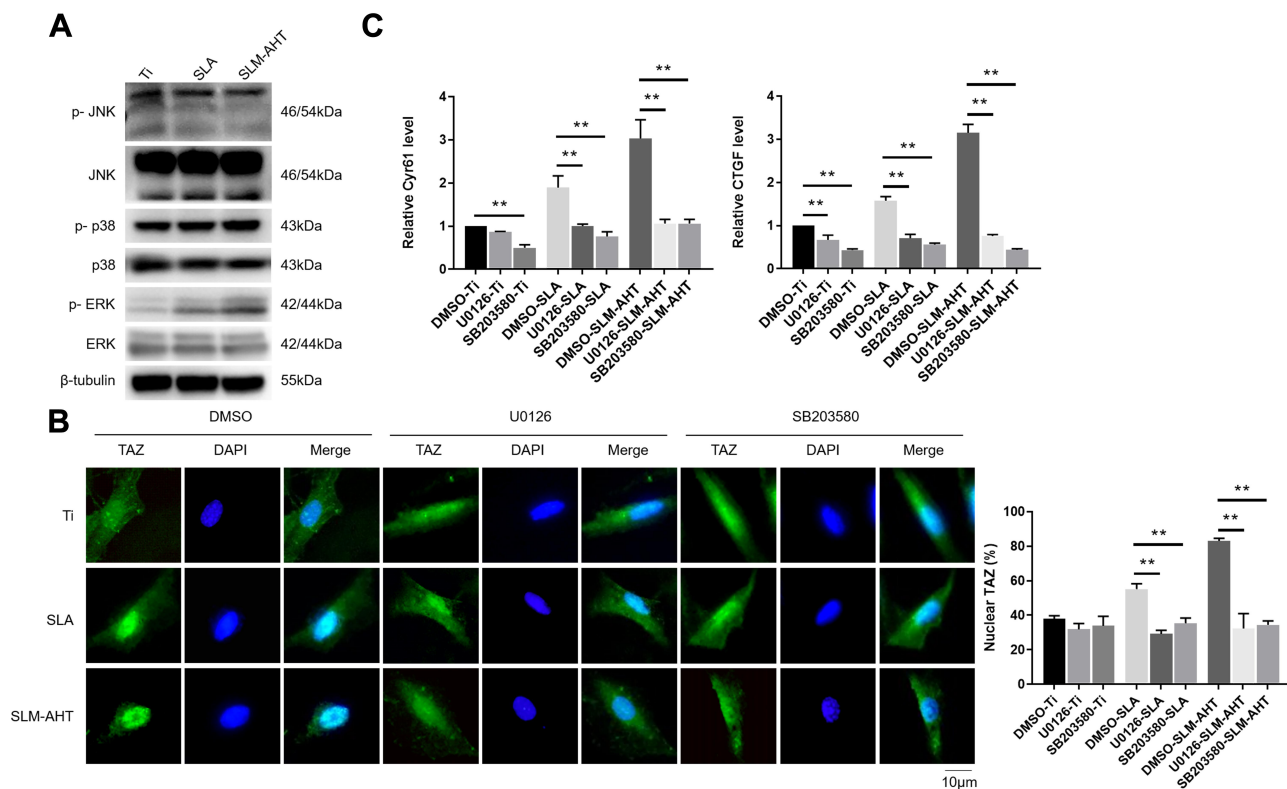 A
Ti
SLA
SLM-AHT
p- JNK
46/54kDa
JNK
46/54kDa
p- p38
43kDa
p38
43kDa
p- ERK
42/44kDa
ERK
42/44kDa
β-tubulin
55kDa
C
Relative Cyr61 level
4
3
2
1
0
**
**
**
**
**
DMSO-Ti
U0126-Ti
SB203580-Ti
DMSO-SLA
U0126-SLA
SB203580-SLA
DMSO-SLM-AHT
U0126-SLM-AHT
SB203580-SLM-AHT
Relative CTGF level
4
3
2
1
0
**
**
**
**
**
**
DMSO-Ti
U0126-Ti
SB203580-Ti
DMSO-SLA
U0126-SLA
SB203580-SLA
DMSO-SLM-AHT
U0126-SLM-AHT
SB203580-SLM-AHT
B
DMSO
U0126
SB203580
TAZ
DAPI
Merge
TAZ
DAPI
Merge
TAZ
DAPI
Merge
Ti
SLA
SLM-AHT
10μm
Nuclear TAZ (%)
100
80
60
40
20
0
**
**
**
**
DMSO-Ti
U0126-Ti
SB203580-Ti
DMSO-SLA
U0126-SLA
SB203580-SLA
DMSO-SLM-AHT
U0126-SLM-AHT
SB203580-SLM-AHT